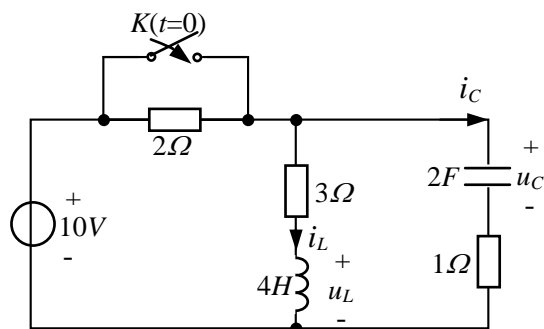 K(t=0)
2Ω
i_C
+
10V
-
3Ω
i_L
4H
+
u_L
-
2F
+
u_C
-
1Ω